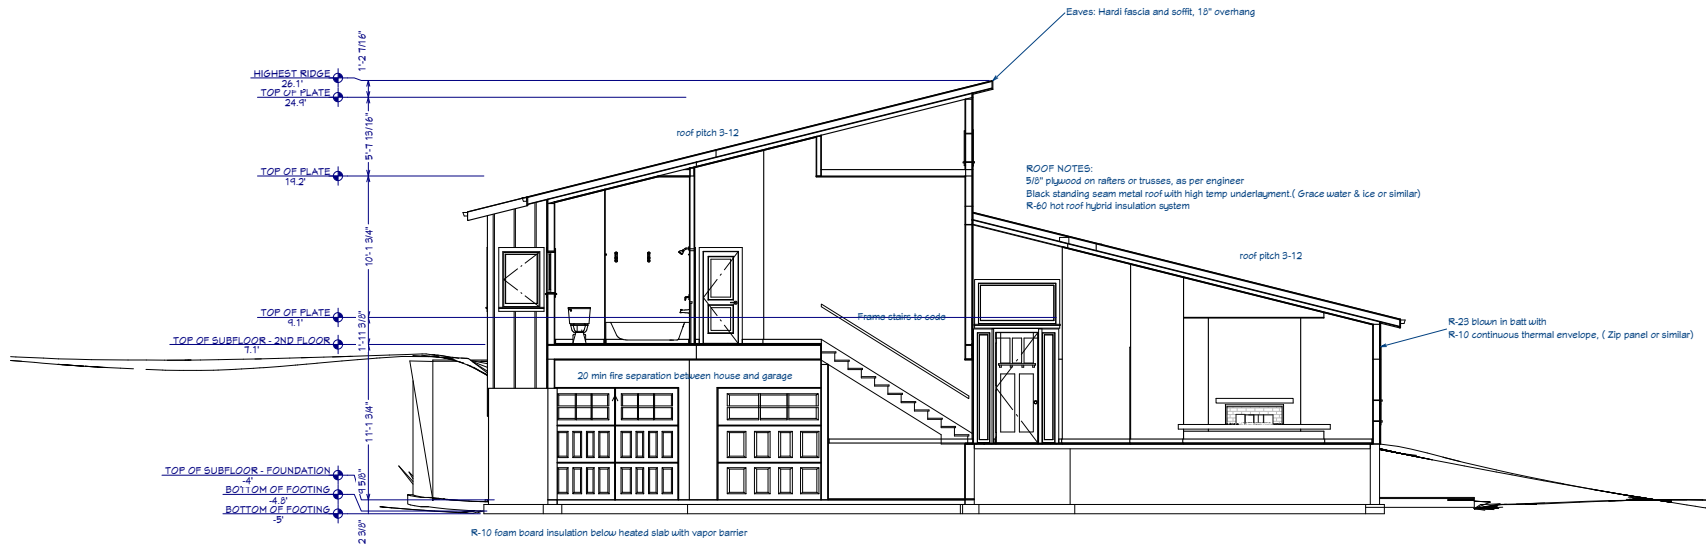 Eaves: Hardi fascia and soffit, 18" overhang
1'-2 7/16"
HIGHEST RIDGE
26.1'
TOP OF PLATE
24.9'
5'-7 13/16"
roof pitch 3-12
TOP OF PLATE
19.2'
ROOF NOTES:
5/8" plywood on rafters or trusses, as per engineer
Black standing seam metal roof with high temp underlayment.( Grace water & ice or similar)
R-60 hot roof hybrid insulation system
10'-1 3/4"
roof pitch 3-12
TOP OF PLATE
9.1'
Frame stairs to code
R-23 blown in batt with
R-10 continuous thermal envelope, ( Zip panel or similar)
1'-11 3/8"
TOP OF SUBFLOOR - 2ND FLOOR
7.1'
20 min fire separation between house and garage
11'-1 3/4"
TOP OF SUBFLOOR - FOUNDATION
-4'
9 5/8"
BOTTOM OF FOOTING
-4.8'
BOTTOM OF FOOTING
-5'
2 3/8"
R-10 foam board insulation below heated slab with vapor barrier